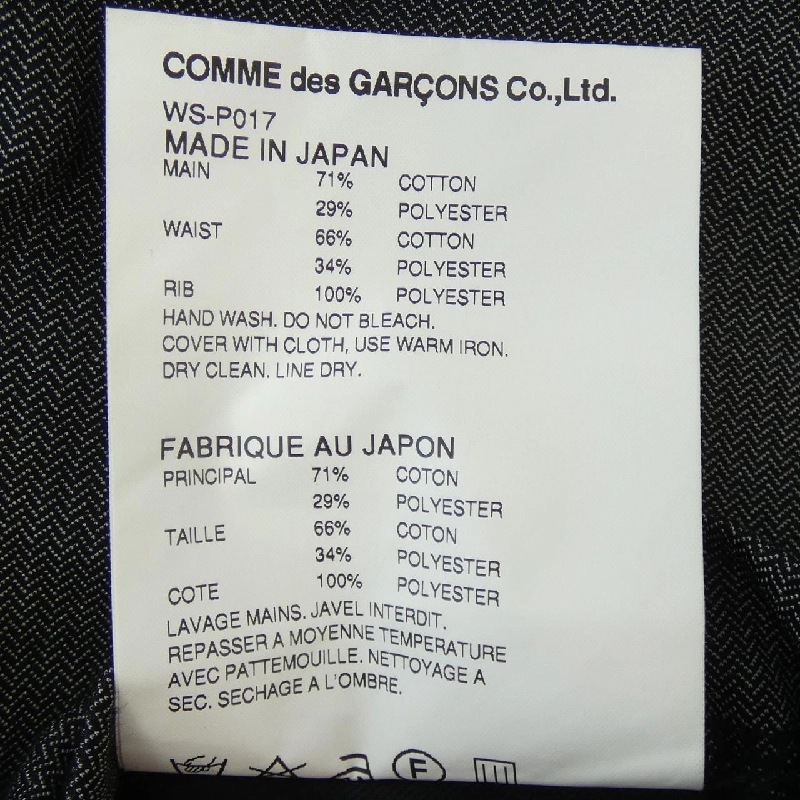 COMME des GARÇONS Co.,Ltd.
WS-P017
MADE IN JAPAN
MAIN 71% COTTON
29% POLYESTER
WAIST 66% COTTON
34% POLYESTER
RIB 100% POLYESTER
HAND WASH. DO NOT BLEACH.
COVER WITH CLOTH, USE WARM IRON.
DRY CLEAN. LINE DRY.
FABRIQUE AU JAPON
PRINCIPAL 71% COTON
29% POLYESTER
TAILLE 66% COTON
34% POLYESTER
COTE 100% POLYESTER
LAVAGE MAINS. JAVEL INTERDIT.
REPASSER A MOYENNE TEMPERATURE
AVEC PATTEMOUILLE. NETTOYAGE A
SEC. SECHAGE A L'OMBRE.
F